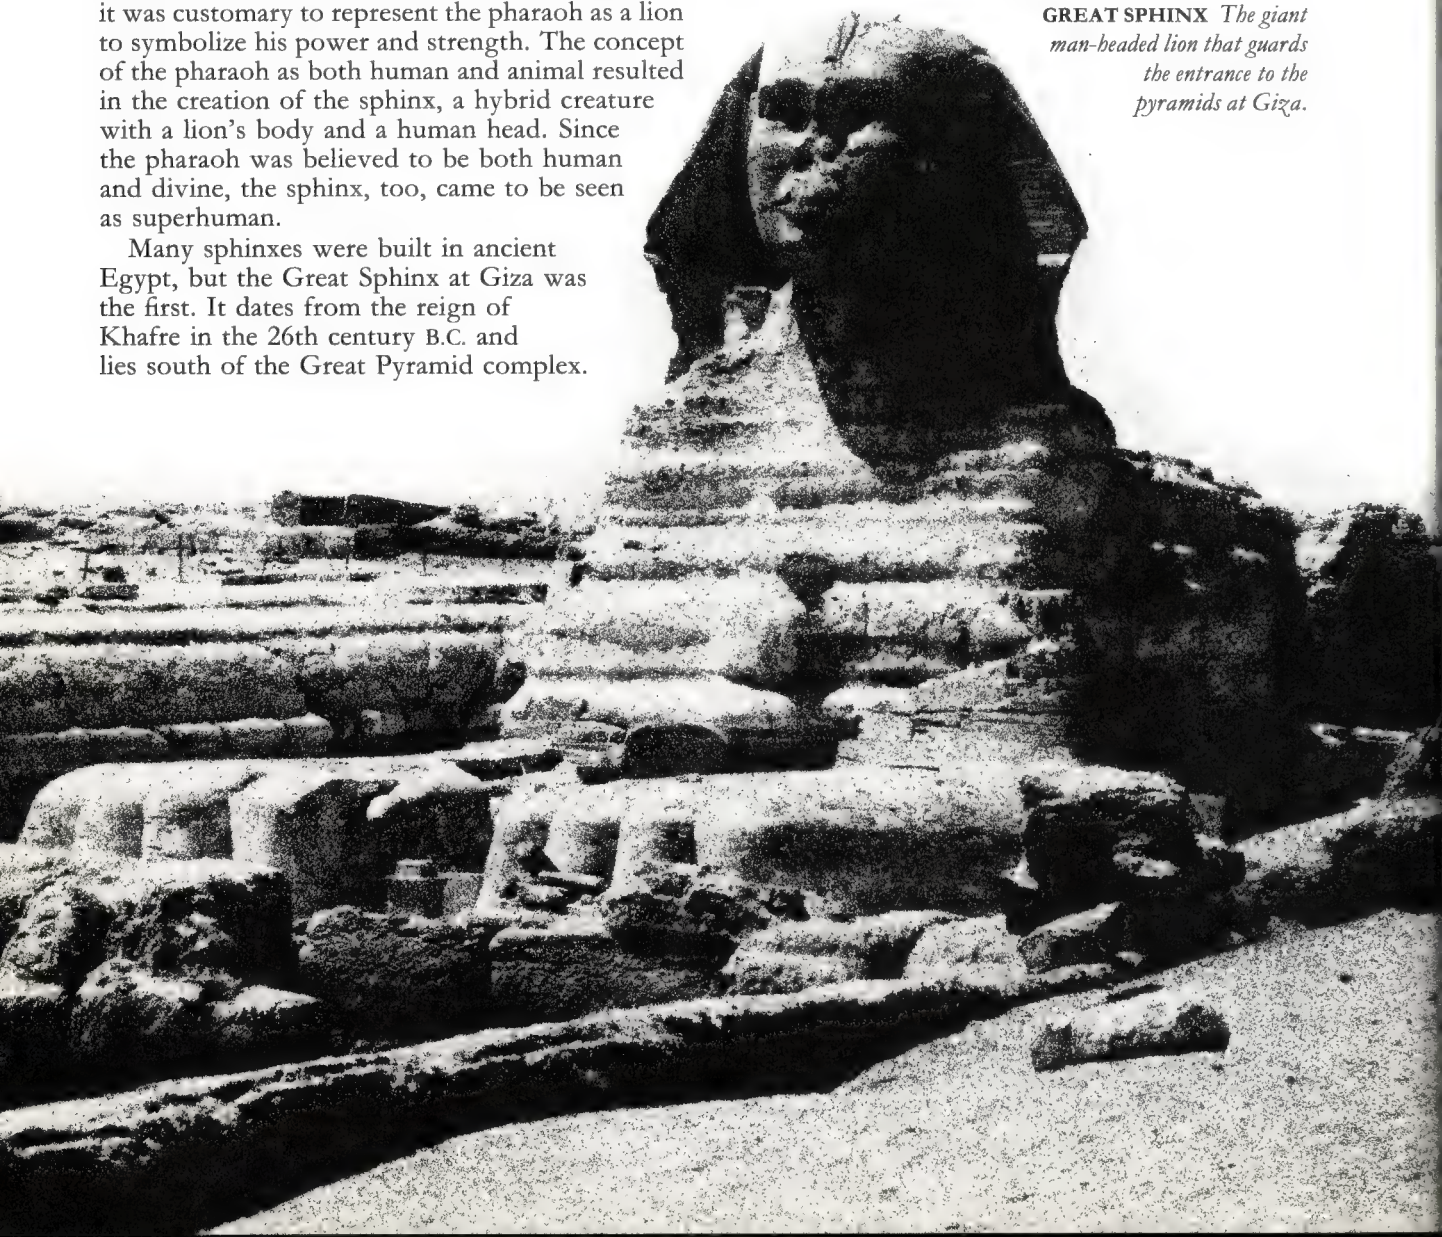 it was customary to represent the pharaoh as a lion
to symbolize his power and strength. The concept
of the pharaoh as both human and animal resulted
in the creation of the sphinx, a hybrid creature
with a lion's body and a human head. Since
the pharaoh was believed to be both human
and divine, the sphinx, too, came to be seen
as superhuman.
Many sphinxes were built in ancient
Egypt, but the Great Sphinx at Giza was
the first. It dates from the reign of
Khafre in the 26th century B.C. and
lies south of the Great Pyramid complex.
GREAT SPHINX The giant
man-headed lion that guards
the entrance to the
pyramids at Giza.